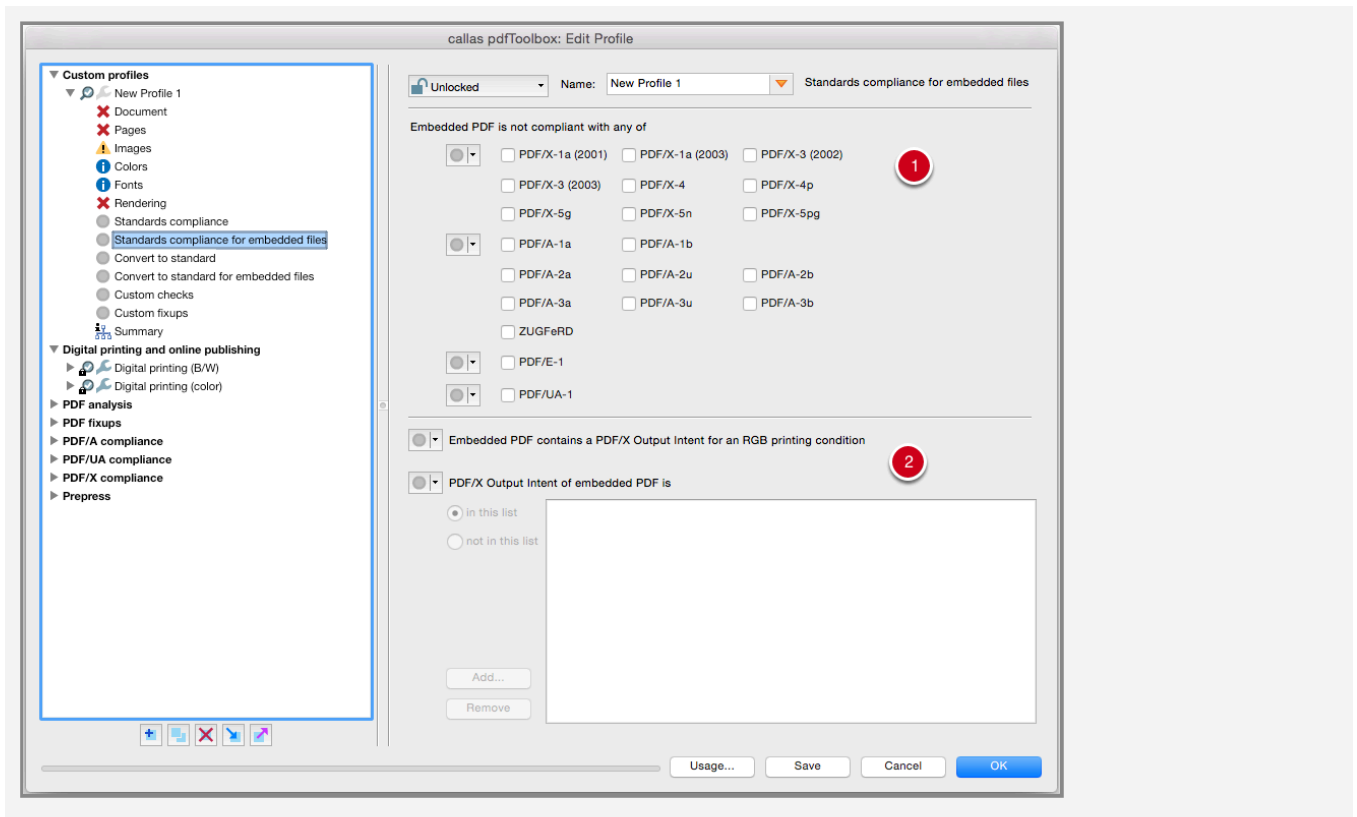 callas pdfToolbox: Edit Profile
Custom profiles
New Profile 1
Document
Pages
Images
Colors
Fonts
Rendering
Standards compliance
Standards compliance for embedded files
Convert to standard
Convert to standard for embedded files
Custom checks
Custom fixups
Summary
Digital printing and online publishing
Digital printing (B/W)
Digital printing (color)
PDF analysis
PDF fixups
PDF/A compliance
PDF/UA compliance
PDF/X compliance
Prepress
Unlocked Name: New Profile 1 Standards compliance for embedded files
Embedded PDF is not compliant with any of
PDF/X-1a (2001) PDF/X-1a (2003) PDF/X-3 (2002)
1
PDF/X-3 (2003) PDF/X-4 PDF/X-4p
PDF/X-5g PDF/X-5n PDF/X-5pg
PDF/A-1a PDF/A-1b
PDF/A-2a PDF/A-2u PDF/A-2b
PDF/A-3a PDF/A-3u PDF/A-3b
ZUGFeRD
PDF/E-1
PDF/UA-1
Embedded PDF contains a PDF/X Output Intent for an RGB printing condition
2
PDF/X Output Intent of embedded PDF is
in this list
not in this list
Add...
Remove
Usage... Save Cancel OK